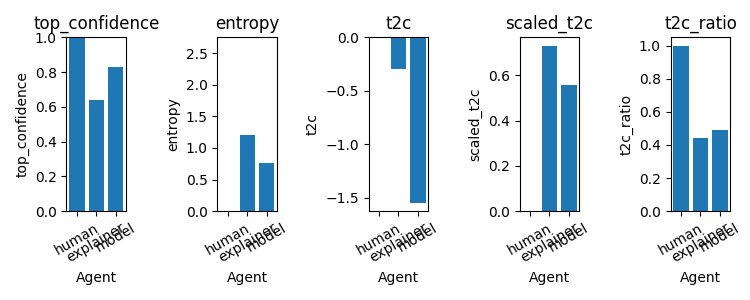 top_confidence
entropy
t2c
scaled_t2c
t2c_ratio
top_confidence
1.0
0.8
0.6
0.4
0.2
0.0
human
explainer
model
Agent
entropy
2.5
2.0
1.5
1.0
0.5
0.0
human
explainer
model
Agent
t2c
0.0
−0.5
−1.0
−1.5
human
explainer
model
Agent
scaled_t2c
0.6
0.4
0.2
0.0
human
explainer
model
Agent
t2c_ratio
1.0
0.8
0.6
0.4
0.2
0.0
human
explainer
model
Agent